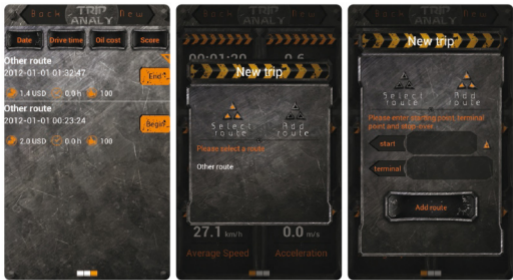 Back
TRIP ANALY
New
Date
Drive time
Oil cost
Score
Other route
2012-01-01 01:32:47
End
1.4 USD
0.0 h
100
Other route
2012-01-01 00:23:24
Begin
2.0 USD
0.0 h
100
New trip
Select route
Add route
Please select a route
Other route
27.1 km/h
0.0 m/s
Average Speed
Acceleration
Back
TRIP ANALY
New
New trip
Select route
Add route
Please enter starting point, terminal
point and stop-over
start
terminal
Add route